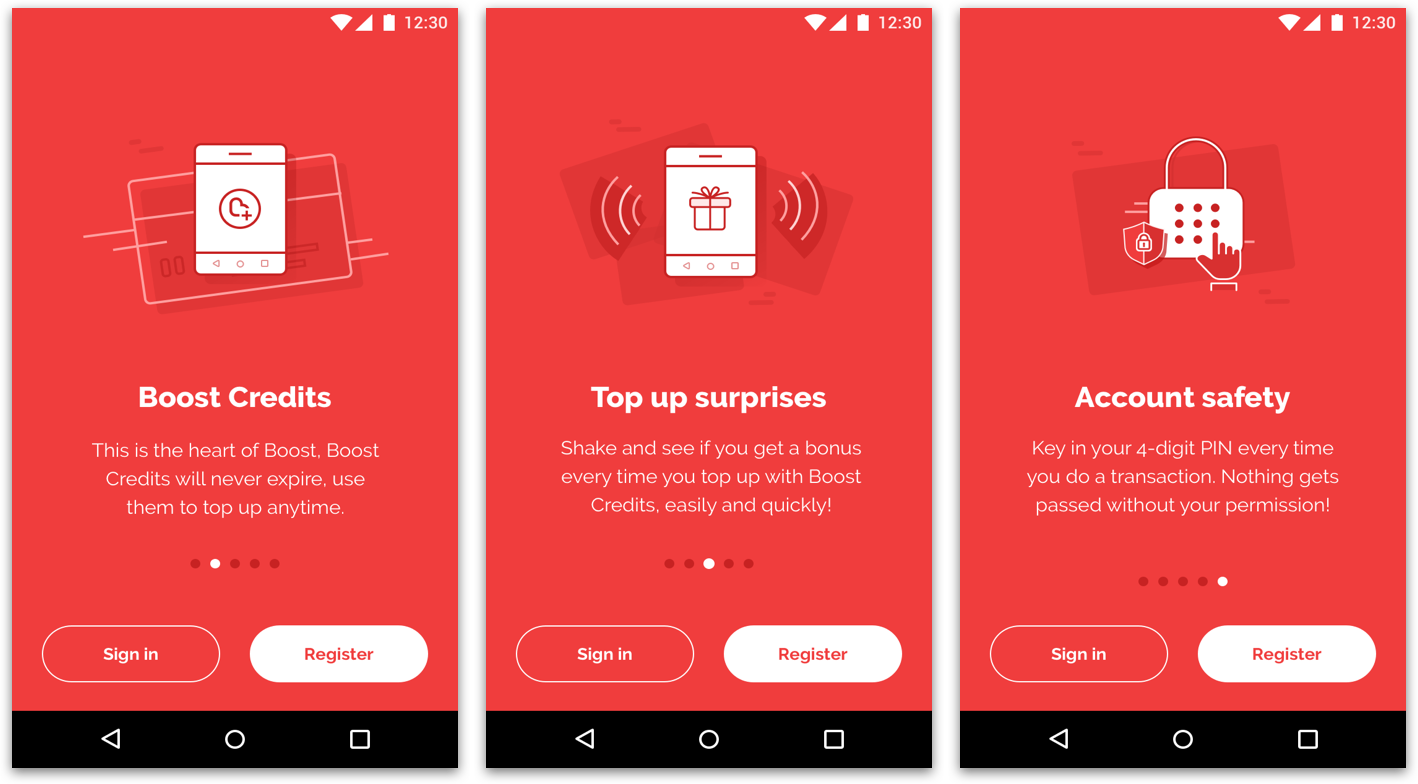 12:30
Boost Credits
This is the heart of Boost, Boost
Credits will never expire, use
them to top up anytime.
Sign in
Register
12:30
Top up surprises
Shake and see if you get a bonus
every time you top up with Boost
Credits, easily and quickly!
Sign in
Register
12:30
Account safety
Key in your 4-digit PIN every time
you do a transaction. Nothing gets
passed without your permission!
Sign in
Register